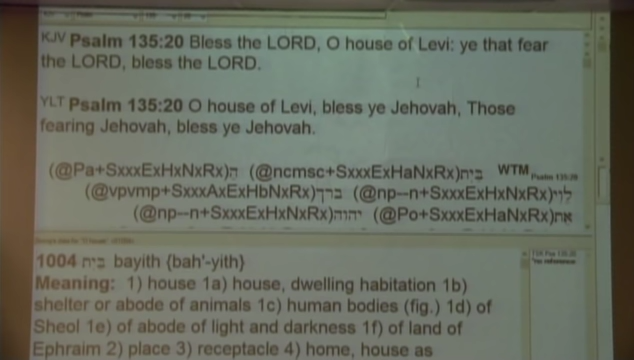 KJV Psalm 135:20 Bless the LORD, O house of Levi: ye that fear
the LORD, bless the LORD.
YLT Psalm 135:20 O house of Levi, bless ye Jehovah, Those
fearing Jehovah, bless ye Jehovah.
WTM Psalm 135:20 בית(@ncmsc+SxxxExHaNxRx) ה(@Pa+SxxxExHxNxRx)
לוי(@np--n+SxxxExHxNxRx) ברך(@vpvmp+SxxxAxExHbNxRx)
את(@Po+SxxxExHaNxRx) יהוה(@np--n+SxxxExHxNxRx)
1004 בית bayith {bah'-yith}
Meaning: 1) house 1a) house, dwelling habitation 1b)
shelter or abode of animals 1c) human bodies (fig.) 1d) of
Sheol 1e) of abode of light and darkness 1f) of land of
Ephraim 2) place 3) receptacle 4) home, house as